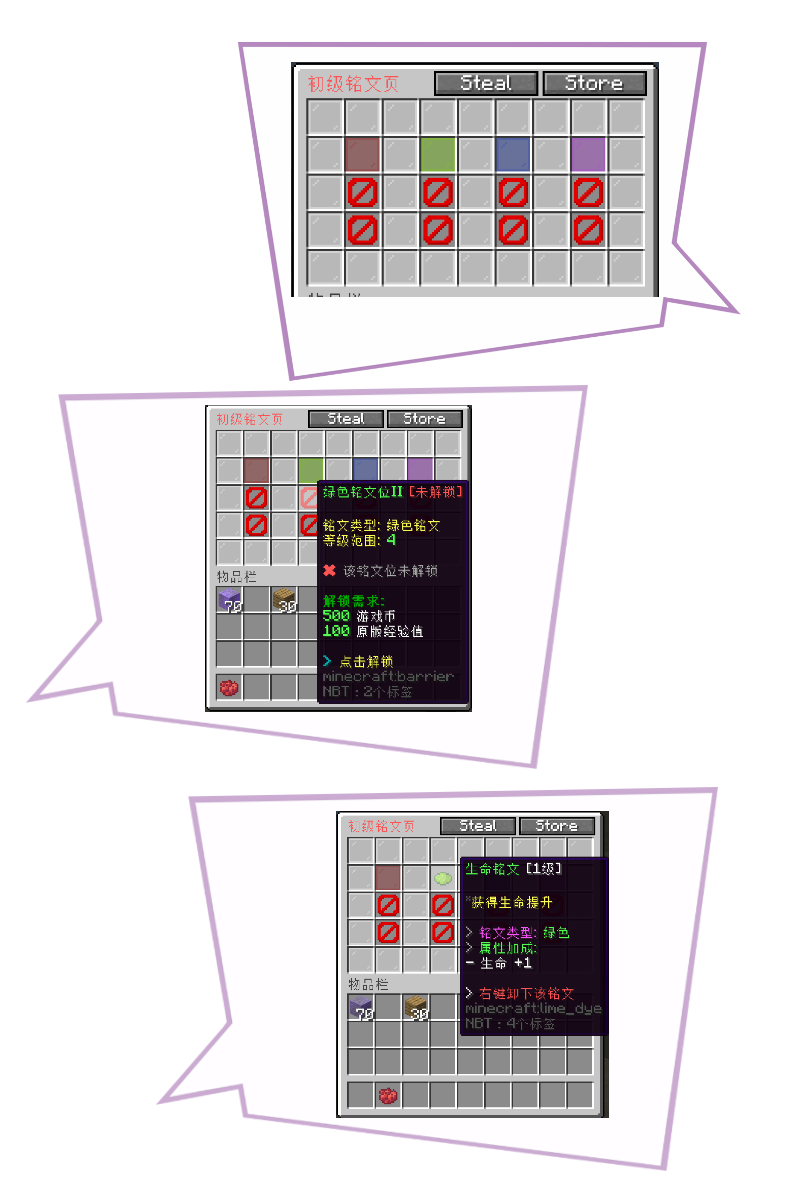 初级铭文页 Steal Store
物品栏
初级铭文页 Steal Store
绿色铭文位II [未解锁]
铭文类型: 绿色铭文
等级范围: 4
✖ 该铭文位未解锁
物品栏
解锁需求:
70 30
500 游戏币
100 原版经验值
> 点击解锁
minecraft:barrier
NBT : 2个标签
初级铭文页 Steal Store
生命铭文 [1级]
*获得生命提升
> 铭文类型: 绿色
> 属性加成:
- 生命 +1
物品栏
> 右键卸下该铭文
70 30
minecraft:lime_dye
NBT : 4个标签